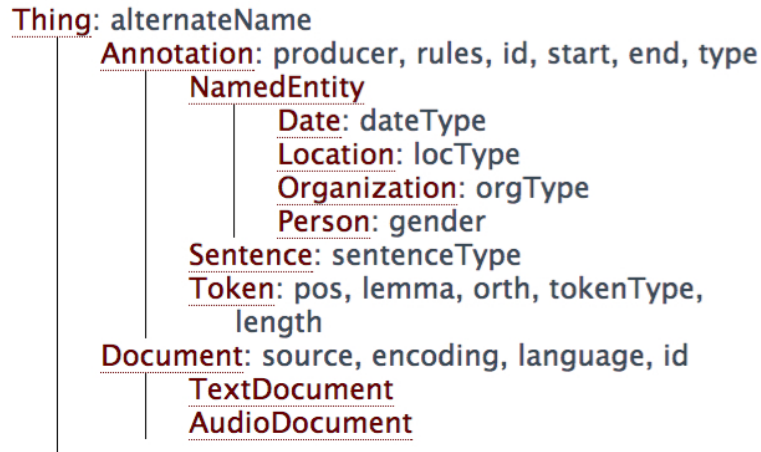 Thing: alternateName
Annotation: producer, rules, id, start, end, type
NamedEntity
Date: dateType
Location: locType
Organization: orgType
Person: gender
Sentence: sentenceType
Token: pos, lemma, orth, tokenType,
length
Document: source, encoding, language, id
TextDocument
AudioDocument